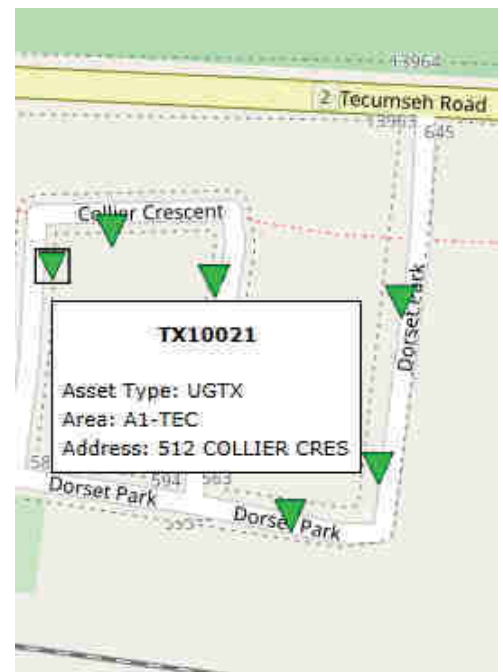 13964
2 Tecumseh Road
13963
645
Collier Crescent
Dorset Park
TX10021
Asset Type: UGTX
Area: A1-TEC
Address: 512 COLLIER CRES
594
563
Dorset Park
Dorset Park